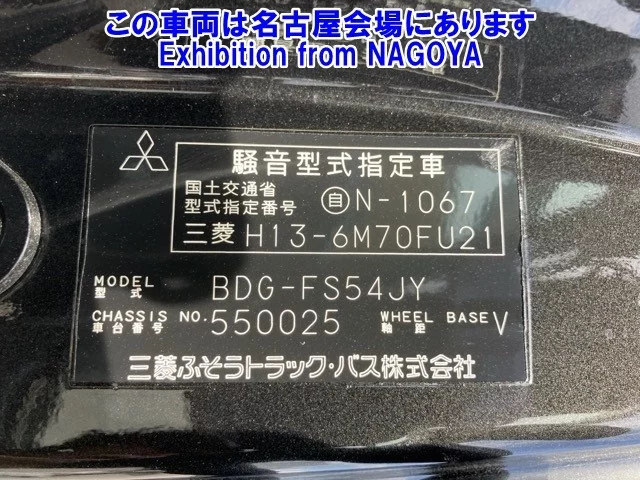 この車両は名古屋会場にあります
Exhibition from NAGOYA
騒音型式指定車
国土交通省
型式指定番号 自N-1067
三菱 H13-6M70FU21
MODEL
型式 BDG-FS54JY
CHASSIS NO.
車台番号 550025 WHEEL BASE
軸距 V
三菱ふそうトラック・バス株式会社